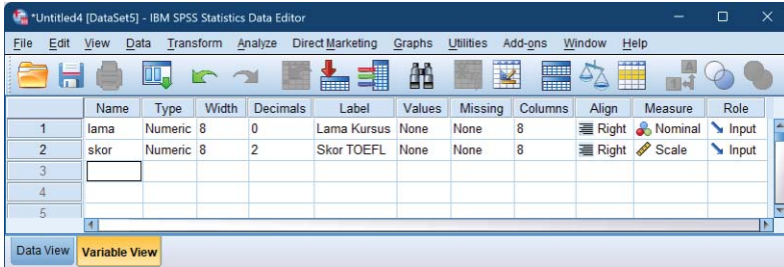 *Untitled4 [DataSet5] - IBM SPSS Statistics Data Editor
File Edit View Data Transform Analyze Direct Marketing Graphs Utilities Add-ons Window Help
Name Type Width Decimals Label Values Missing Columns Align Measure Role
1 lama Numeric 8 0 Lama Kursus None None 8 Right Nominal Input
2 skor Numeric 8 2 Skor TOEFL None None 8 Right Scale Input
3
4
5
Data View Variable View